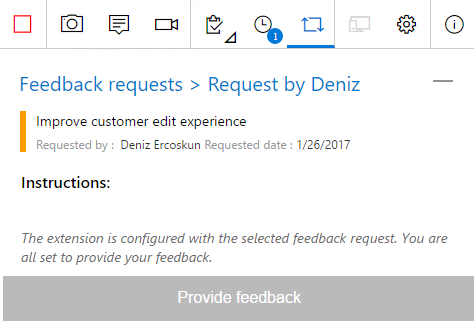 1
Feedback requests > Request by Deniz
Improve customer edit experience
Requested by : Deniz Ercoskun Requested date : 1/26/2017
Instructions:
The extension is configured with the selected feedback request. You are
all set to provide your feedback.
Provide feedback